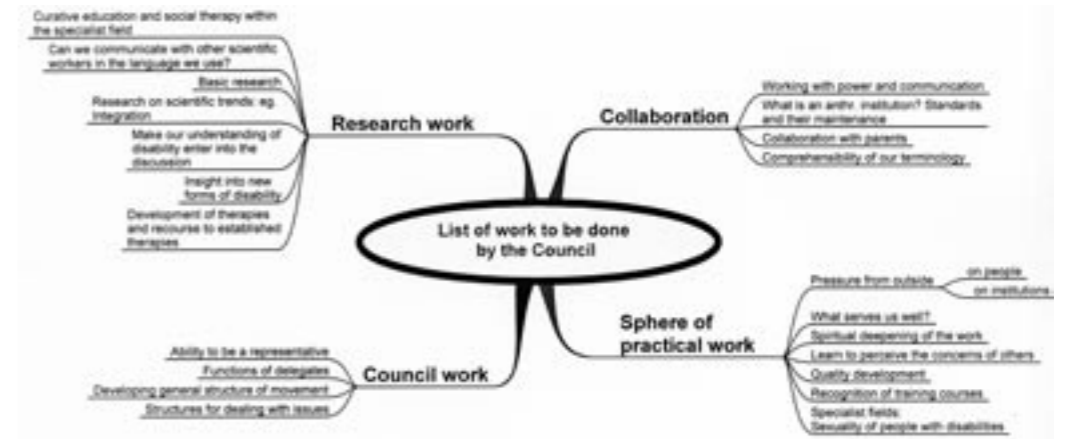 Curative education and social therapy within
the specialist field
Can we communicate with other scientific
workers in the language we use?
Basic research
Research on scientific trends: eg.
Integration
Make our understanding of
disability enter into the
discussion
Insight into new
forms of disability
Development of therapies
and recourse to established
therapies
Research work
Collaboration
Working with power and communication
What is an anthr. institution? Standards
and their maintenance
Collaboration with parents
Comprehensibility of our terminology
List of work to be done
by the Council
Ability to be a representative
Functions of delegates
Developing general structure of movement
Structures for dealing with issues
Council work
Sphere of
practical work
Pressure from outside
on people
on institutions
What serves us well?
Spiritual deepening of the work
Learn to perceive the concerns of others
Quality development
Recognition of training courses
Specialist fields:
Sexuality of people with disabilities